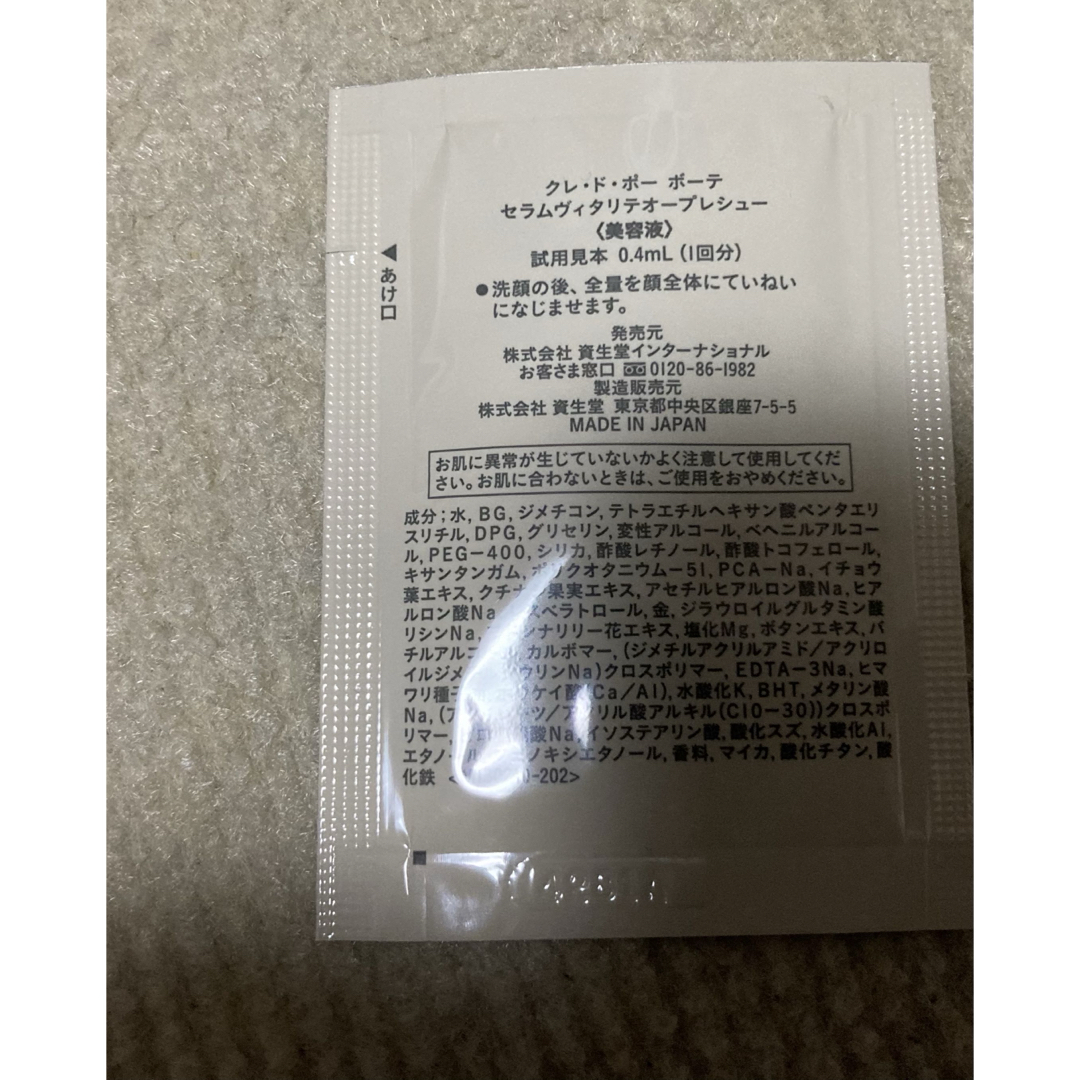 クレ・ド・ポー ボーテ
セラムヴィタリテオープレシュー
〈美容液〉
試用見本 0.4mL (1回分)
●洗顔の後、全量を顔全体にていねい
になじませます。
発売元
株式会社 資生堂インターナショナル
お客さま窓口 0120-86-1982
製造販売元
株式会社 資生堂 東京都中央区銀座7-5-5
MADE IN JAPAN
◀あけ口
お肌に異常が生じていないかよく注意して使用してくだ
さい。お肌に合わないときは、ご使用をおやめください。
成分;水, BG, ジメチコン, テトラエチルヘキサン酸ペンタエリ
スリチル, DPG, グリセリン, 変性アルコール, ベヘニルアルコー
ル, PEG-400, シリカ, 酢酸レチノール, 酢酸トコフェロール,
キサンタンガム, ポリクオタニウム-51, PCA-Na, イチョウ
葉エキス, クチナシ果実エキス, アセチルヒアルロン酸Na, ヒア
ルロン酸Na, スベラトロール, 金, ジラウロイルグルタミン酸
リシンNa, ンナリリー花エキス, 塩化Mg, ボタンエキス, バ
チルアルコ カルボマー, (ジメチルアクリルアミド/アクリロ
イルジメ ウリンNa)クロスポリマー, EDTA-3Na, ヒマ
ワリ種子 ケイ酸(Ca/Al), 水酸化K, BHT, メタリン酸
Na, (ア ツ/アクリル酸アルキル(C10-30))クロスポ
リマー, 酸Na, イソステアリン酸, 酸化スズ, 水酸化Al,
エタノール ノキシエタノール, 香料, マイカ, 酸化チタン, 酸
化鉄 < 0-202>